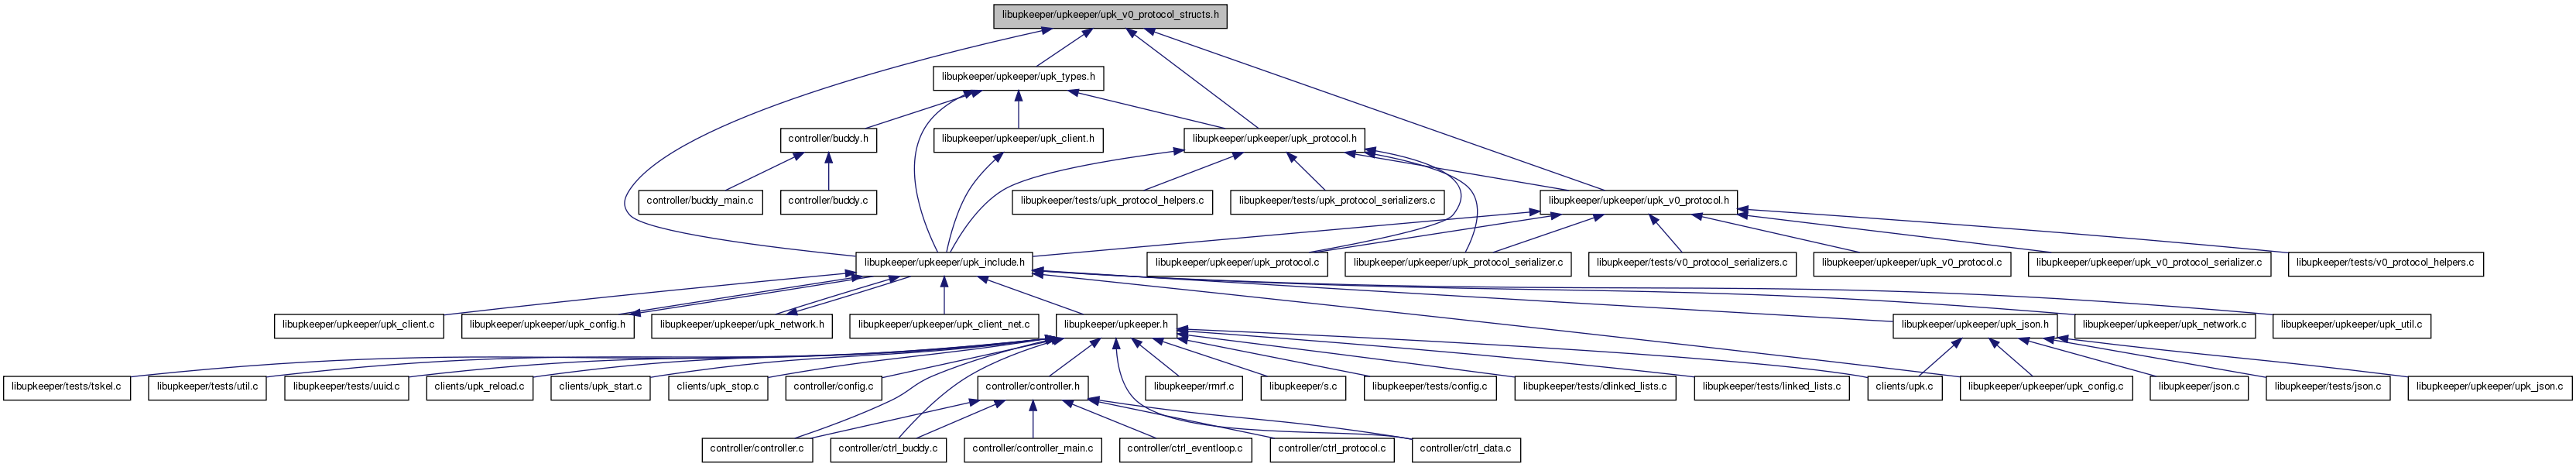 libupkeeper/upkeeper/upk_v0_protocol_structs.h
libupkeeper/upkeeper/upk_types.h
controller/buddy.h
libupkeeper/upkeeper/upk_client.h
libupkeeper/upkeeper/upk_protocol.h
controller/buddy_main.c
controller/buddy.c
libupkeeper/tests/upk_protocol_helpers.c
libupkeeper/tests/upk_protocol_serializers.c
libupkeeper/upkeeper/upk_v0_protocol.h
libupkeeper/upkeeper/upk_include.h
libupkeeper/upkeeper/upk_protocol.c
libupkeeper/upkeeper/upk_protocol_serializer.c
libupkeeper/tests/v0_protocol_serializers.c
libupkeeper/upkeeper/upk_v0_protocol.c
libupkeeper/upkeeper/upk_v0_protocol_serializer.c
libupkeeper/tests/v0_protocol_helpers.c
libupkeeper/upkeeper/upk_client.c
libupkeeper/upkeeper/upk_config.h
libupkeeper/upkeeper/upk_network.h
libupkeeper/upkeeper/upk_client_net.c
libupkeeper/upkeeper.h
libupkeeper/upkeeper/upk_json.h
libupkeeper/upkeeper/upk_network.c
libupkeeper/upkeeper/upk_util.c
libupkeeper/tests/tskel.c
libupkeeper/tests/util.c
libupkeeper/tests/uuid.c
clients/upk_reload.c
clients/upk_start.c
clients/upk_stop.c
controller/config.c
controller/controller.h
libupkeeper/rmrf.c
libupkeeper/s.c
libupkeeper/tests/config.c
libupkeeper/tests/dlinked_lists.c
libupkeeper/tests/linked_lists.c
clients/upk.c
libupkeeper/upkeeper/upk_config.c
libupkeeper/json.c
libupkeeper/tests/json.c
libupkeeper/upkeeper/upk_json.c
controller/controller.c
controller/ctrl_buddy.c
controller/controller_main.c
controller/ctrl_eventloop.c
controller/ctrl_protocol.c
controller/ctrl_data.c